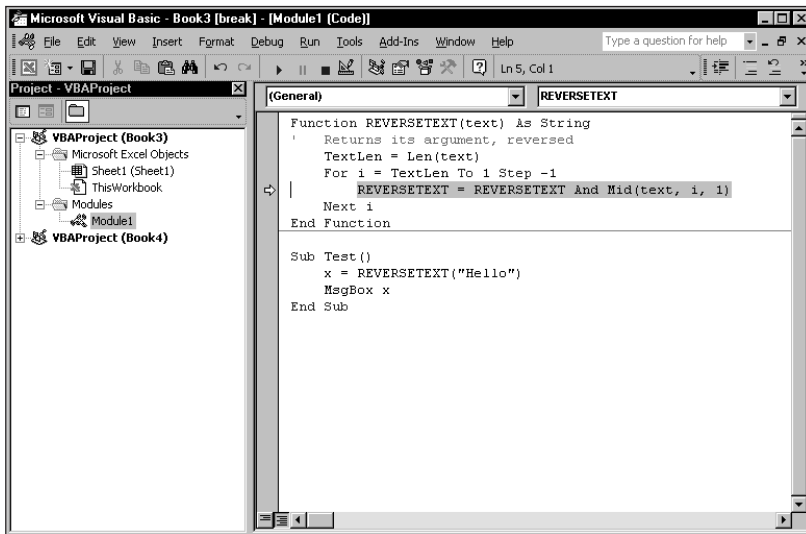 Microsoft Visual Basic - Book3 [break] - [Module1 (Code)]
File Edit View Insert Format Debug Run Tools Add-Ins Window Help Type a question for help
Ln 5, Col 1
Project - VBAProject
VBAProject (Book3)
Microsoft Excel Objects
Sheet1 (Sheet1)
ThisWorkbook
Modules
Module1
VBAProject (Book4)
(General) REVERSETEXT
Function REVERSETEXT(text) As String
' Returns its argument, reversed
TextLen = Len(text)
For i = TextLen To 1 Step -1
REVERSETEXT = REVERSETEXT And Mid(text, i, 1)
Next i
End Function
Sub Test()
x = REVERSETEXT("Hello")
MsgBox x
End Sub